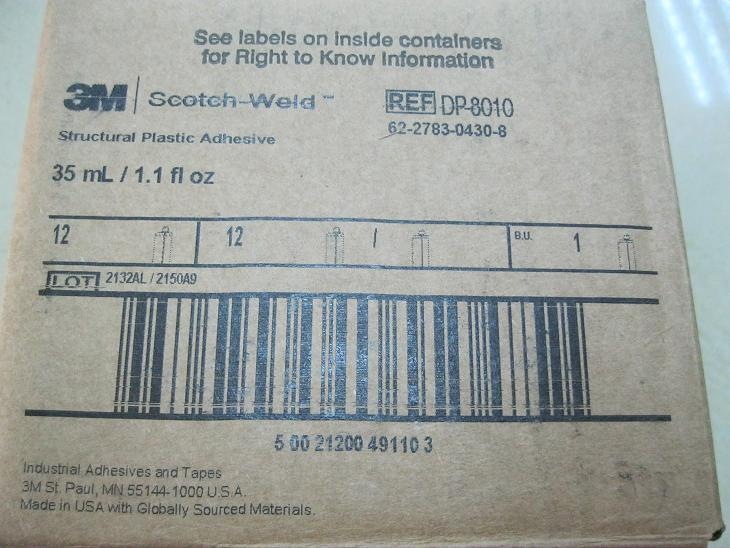 See labels on inside containers
for Right to Know Information
3M Scotch-Weld ™ REF DP-8010
62-2783-0430-8
Structural Plastic Adhesive
35 mL / 1.1 fl oz
12 12 / B.U. 1
LOT 2132AL / 2150A9
5 00 21200 49110 3
Industrial Adhesives and Tapes
3M St. Paul, MN 55144-1000 U.S.A.
Made in USA with Globally Sourced Materials.